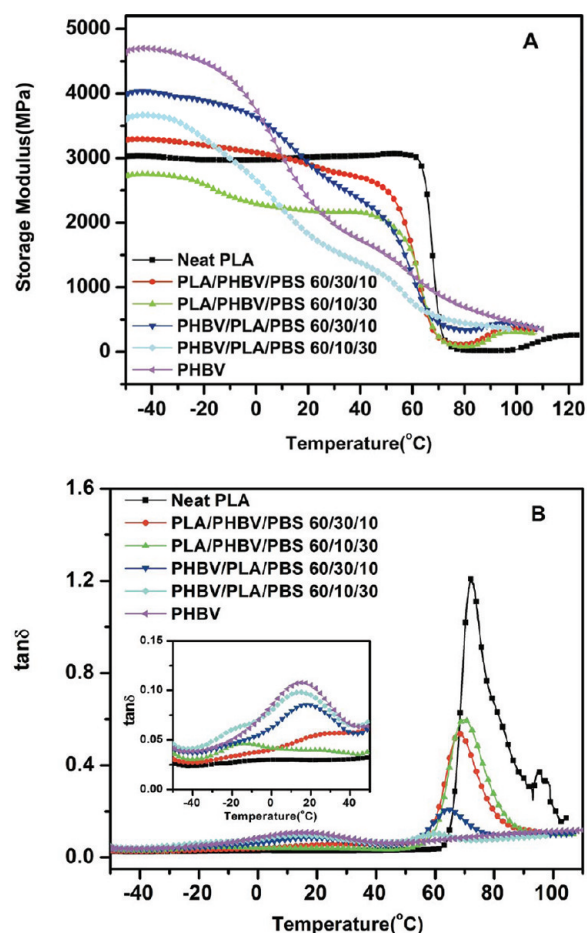 A
Storage Modulus(MPa)
5000
4000
3000
2000
1000
0
Neat PLA
PLA/PHBV/PBS 60/30/10
PLA/PHBV/PBS 60/10/30
PHBV/PLA/PBS 60/30/10
PHBV/PLA/PBS 60/10/30
PHBV
-40 -20 0 20 40 60 80 100 120
Temperature(°C)
B
tanδ
1.6
1.2
0.8
0.4
0.0
Neat PLA
PLA/PHBV/PBS 60/30/10
PLA/PHBV/PBS 60/10/30
PHBV/PLA/PBS 60/30/10
PHBV/PLA/PBS 60/10/30
PHBV
tanδ
0.15
0.10
0.05
0.00
-40 -20 0 20 40
Temperature(°C)
-40 -20 0 20 40 60 80 100
Temperature(°C)